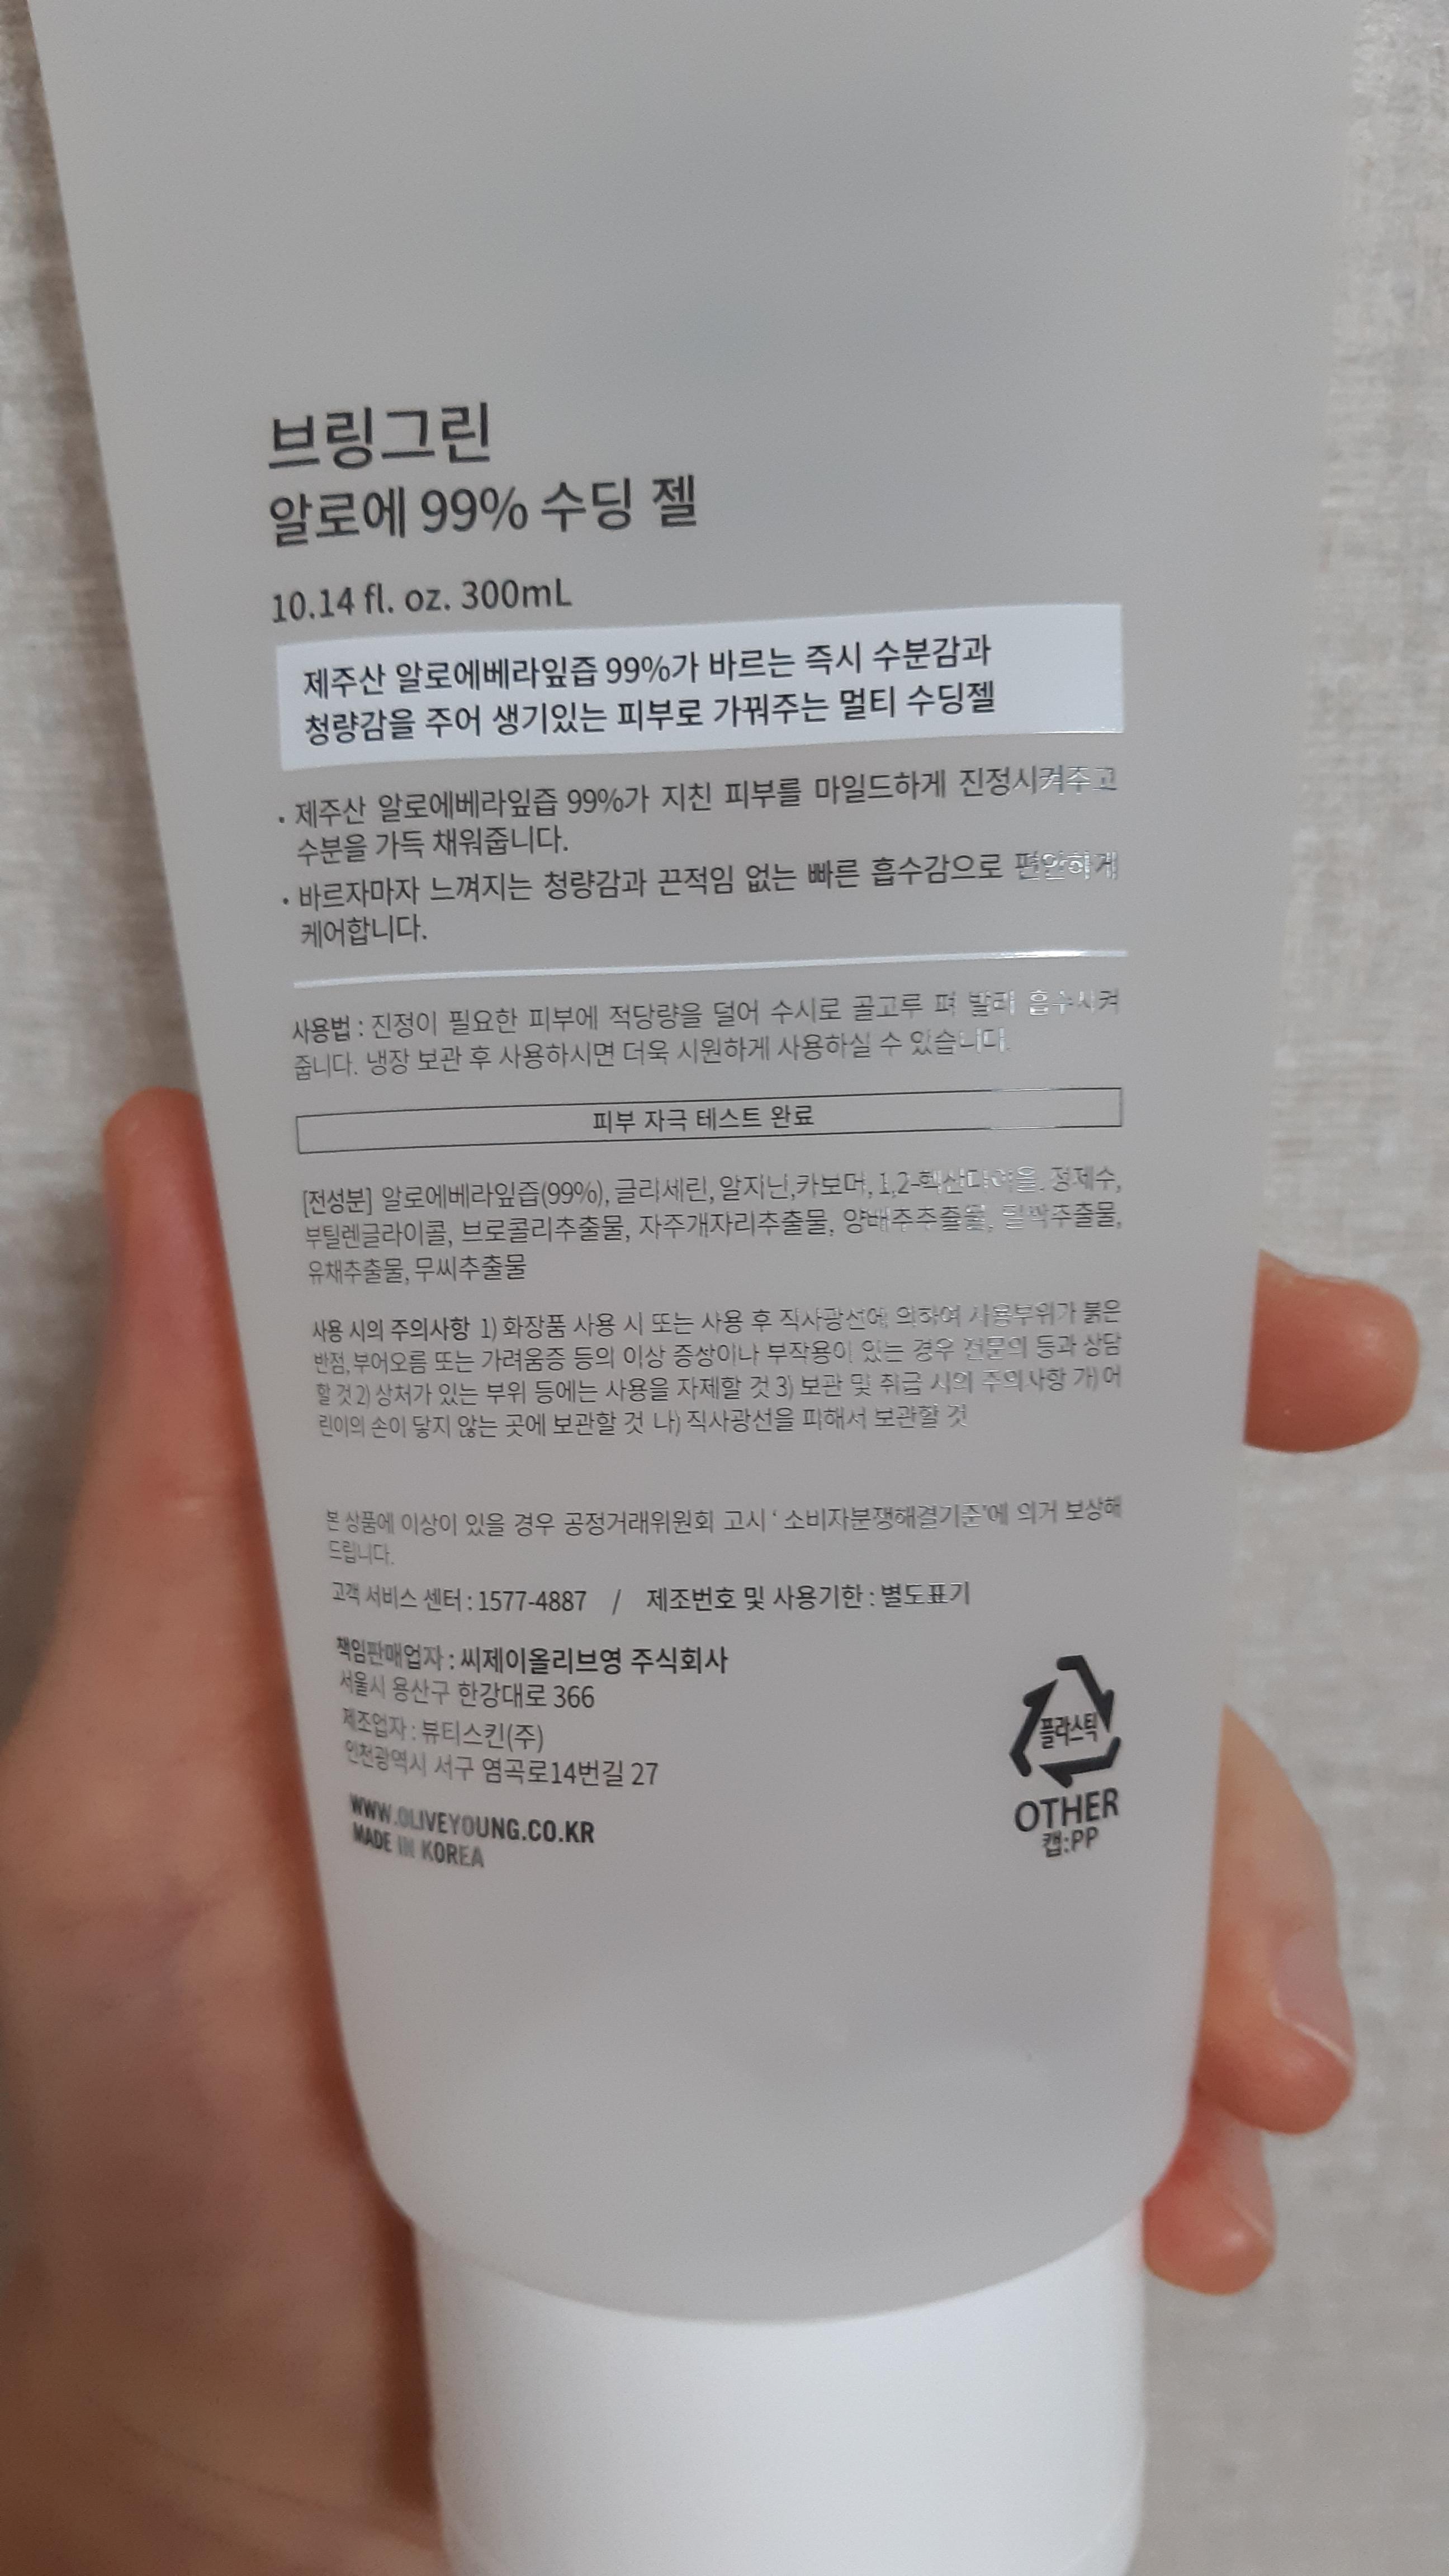 브링그린
알로에 99% 수딩 젤
10.14 fl. oz. 300mL
제주산 알로에베라잎즙 99%가 바르는 즉시 수분감과
청량감을 주어 생기있는 피부로 가꿔주는 멀티 수딩젤
• 제주산 알로에베라잎즙 99%가 지친 피부를 마일드하게 진정시켜주고
수분을 가득 채워줍니다.
• 바르자마자 느껴지는 청량감과 끈적임 없는 빠른 흡수감으로 편안하게
케어합니다.
사용법 : 진정이 필요한 피부에 적당량을 덜어 수시로 골고루 펴 발라 흡수시켜
줍니다. 냉장 보관 후 사용하시면 더욱 시원하게 사용하실 수 있습니다.
피부 자극 테스트 완료
[전성분] 알로에베라잎즙(99%), 글리세린, 알지닌,카보머, 1,2-헥산다이올, 정제수,
부틸렌글라이콜, 브로콜리추출물, 자주개자리추출물, 양배추추출물, 밀싹추출물,
유채추출물, 무씨추출물
사용 시의 주의사항 1) 화장품 사용 시 또는 사용 후 직사광선에 의하여 사용부위가 붉은
반점, 부어오름 또는 가려움증 등의 이상 증상이나 부작용이 있는 경우 전문의 등과 상담
할 것 2) 상처가 있는 부위 등에는 사용을 자제할 것 3) 보관 및 취급 시의 주의사항 가) 어
린이의 손이 닿지 않는 곳에 보관할 것 나) 직사광선을 피해서 보관할 것
본 상품에 이상이 있을 경우 공정거래위원회 고시 ‘ 소비자분쟁해결기준’에 의거 보상해
드립니다.
고객 서비스 센터 : 1577-4887 / 제조번호 및 사용기한 : 별도표기
책임판매업자 : 씨제이올리브영 주식회사
서울시 용산구 한강대로 366
제조업자 : 뷰티스킨(주)
인천광역시 서구 염곡로14번길 27
WWW.OLIVEYOUNG.CO.KR
MADE IN KOREA
플라스틱
OTHER
캡:PP